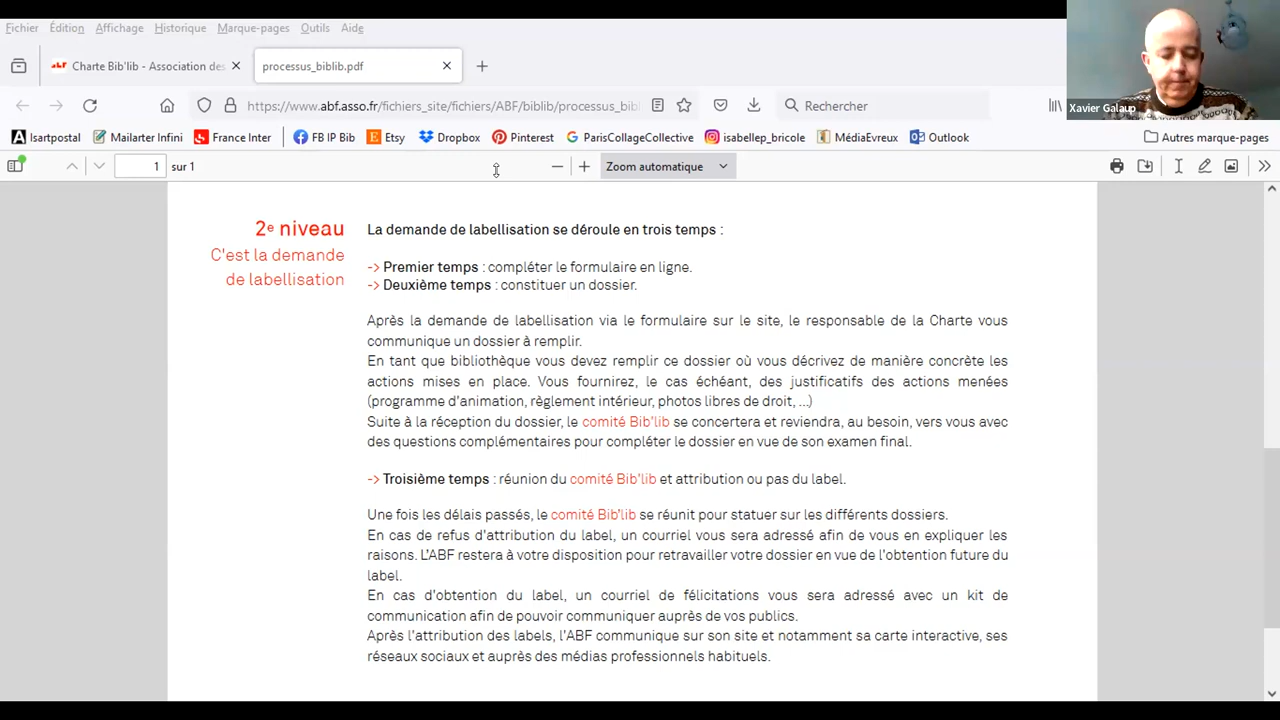 Fichier Édition Affichage Historique Marque-pages Outils Aide
Charte Bib'lib - Association des
processus_biblib.pdf
https://www.abf.asso.fr/fichiers_site/fichiers/ABF/biblib/processus_bib
Rechercher
Xavier Galaup
Isartpostal Mailarter Infini France Inter FB IP Bib Etsy Dropbox Pinterest ParisCollageCollective isabellep_bricole MédiaEvreux Outlook Autres marque-pages
1 sur 1 Zoom automatique
2e niveau
C'est la demande
de labellisation
La demande de labellisation se déroule en trois temps :
-> Premier temps : compléter le formulaire en ligne.
-> Deuxième temps : constituer un dossier.
Après la demande de labellisation via le formulaire sur le site, le responsable de la Charte vous
communique un dossier à remplir.
En tant que bibliothèque vous devez remplir ce dossier où vous décrivez de manière concrète les
actions mises en place. Vous fournirez, le cas échéant, des justificatifs des actions menées
(programme d'animation, règlement intérieur, photos libres de droit, ...)
Suite à la réception du dossier, le comité Bib'lib se concertera et reviendra, au besoin, vers vous avec
des questions complémentaires pour compléter le dossier en vue de son examen final.
-> Troisième temps : réunion du comité Bib'lib et attribution ou pas du label.
Une fois les délais passés, le comité Bib'lib se réunit pour statuer sur les différents dossiers.
En cas de refus d'attribution du label, un courriel vous sera adressé afin de vous en expliquer les
raisons. L'ABF restera à votre disposition pour retravailler votre dossier en vue de l'obtention future du
label.
En cas d'obtention du label, un courriel de félicitations vous sera adressé avec un kit de
communication afin de pouvoir communiquer auprès de vos publics.
Après l'attribution des labels, l'ABF communique sur son site et notamment sa carte interactive, ses
réseaux sociaux et auprès des médias professionnels habituels.